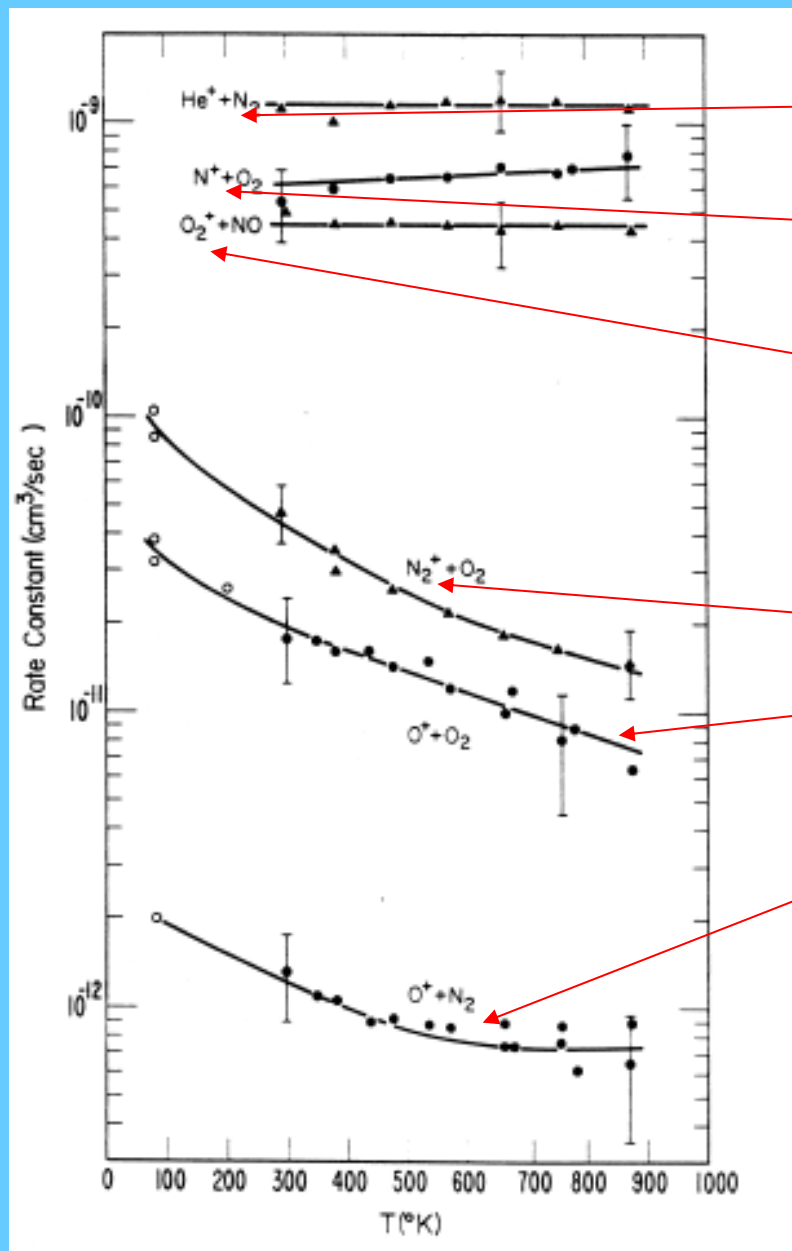 He⁺+N₂
10⁻⁹
N⁺+O₂
O₂⁺+NO
10⁻¹⁰
Rate Constant (cm³/sec)
N₂⁺+O₂
10⁻¹¹
O⁺+O₂
O⁺+N₂
10⁻¹²
0 100 200 300 400 500 600 700 800 900 1000
T(°K)